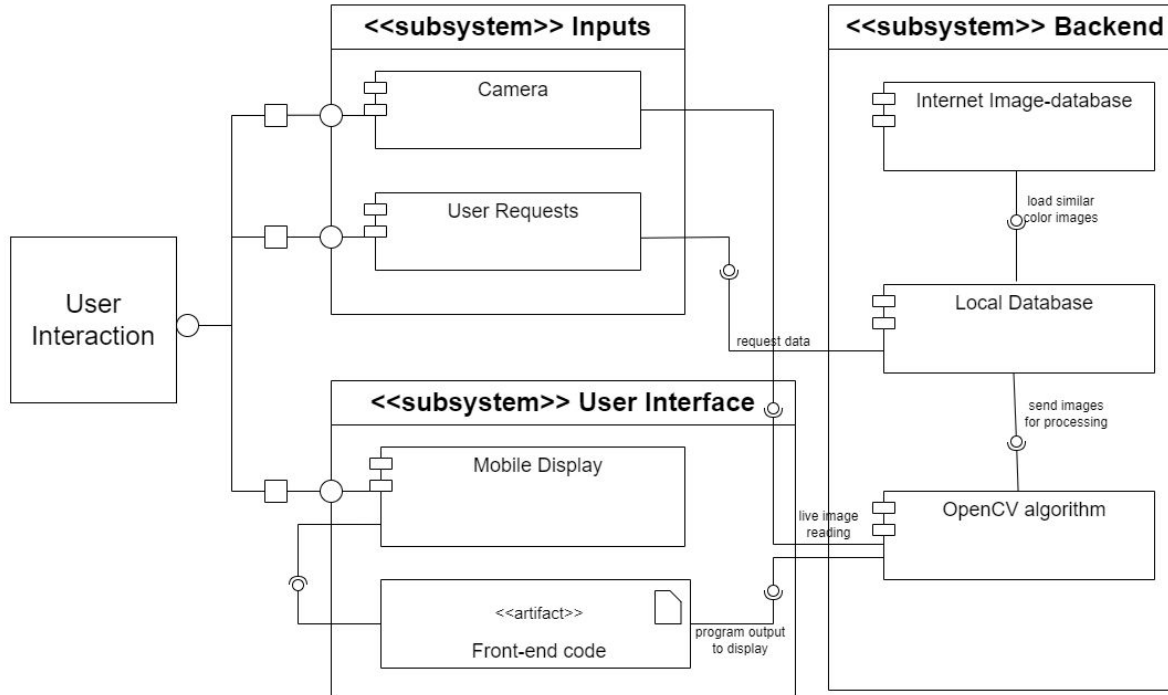 <<subsystem>> Inputs
Camera
User Requests
User
Interaction
<<subsystem>> User Interface
Mobile Display
<<artifact>>
Front-end code
request data
live image
reading
program output
to display
<<subsystem>> Backend
Internet Image-database
load similar
color images
Local Database
send images
for processing
OpenCV algorithm